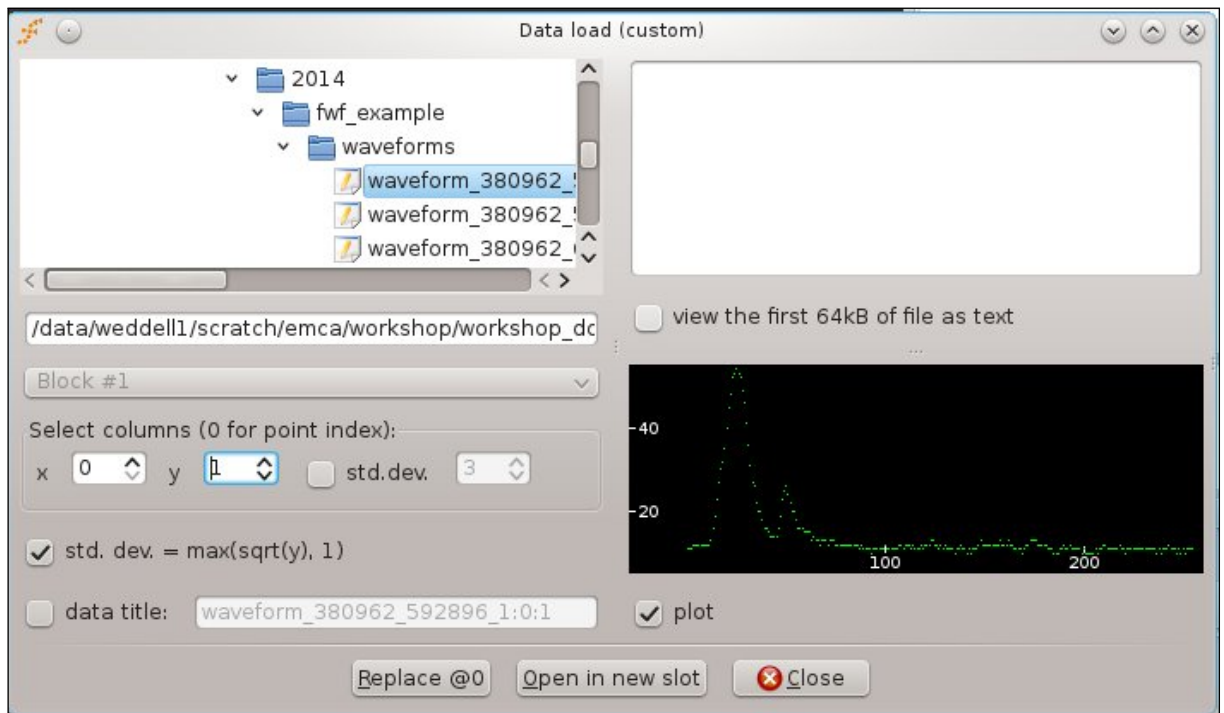 Data load (custom)
2014
fwf_example
waveforms
waveform_380962_
waveform_380962_
waveform_380962_
/data/weddell1/scratch/emca/workshop/workshop_dc
Block #1
Select columns (0 for point index):
x 0 y 1 std.dev. 3
std. dev. = max(sqrt(y), 1)
data title: waveform_380962_592896_1:0:1
view the first 64kB of file as text
40
20
100 200
plot
Replace @0 Open in new slot Close